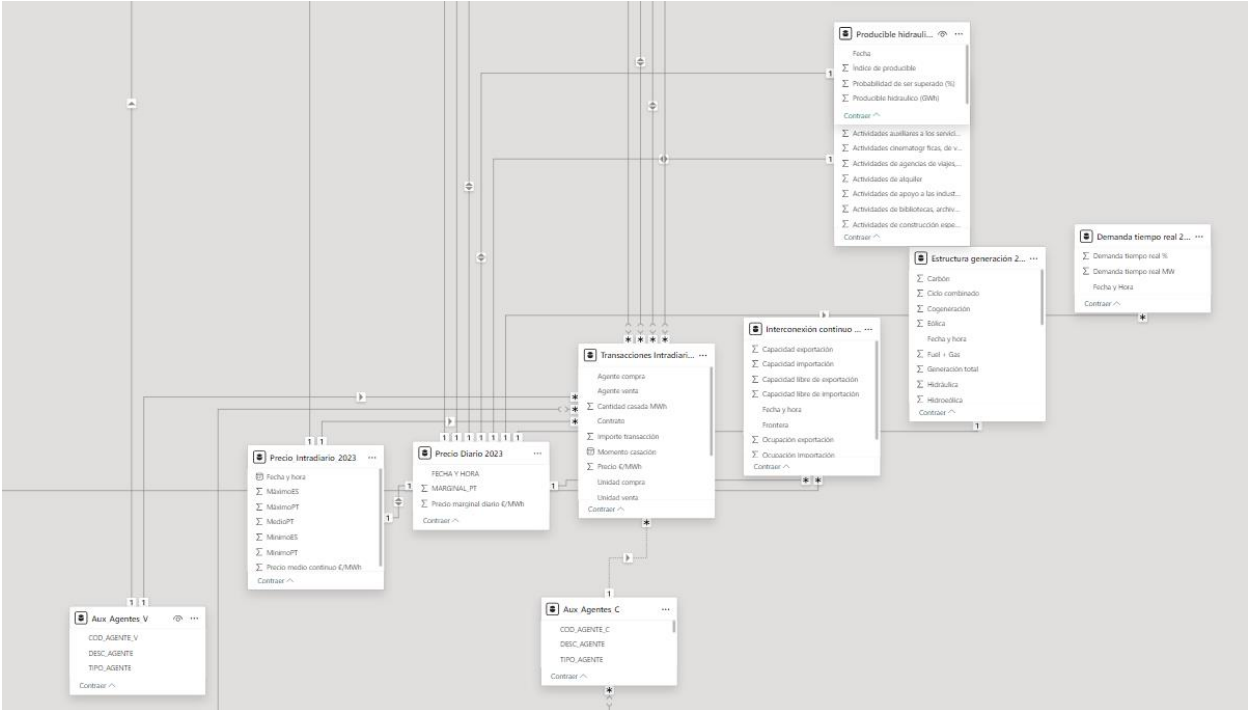 Producible hidrauli...
Fecha
Índice de producible
Probabilidad de ser superado (%)
Producible hidraulico (GWh)
Contraer
Actividades auxiliares a los servici...
Actividades cinematogr ficas, de v...
Actividades de agencias de viajes,...
Actividades de alquiler
Actividades de apoyo a las indust...
Actividades de bibliotecas, archiv...
Actividades de construcción espe...
Contraer
Demanda tiempo real 2...
Demanda tiempo real %
Demanda tiempo real MW
Fecha y Hora
Contraer
Estructura generación 2...
Carbón
Ciclo combinado
Cogeneración
Eólica
Fecha y hora
Fuel + Gas
Generación total
Hidráulica
Hidroeólica
Contraer
Interconexión continuo ...
Capacidad exportación
Capacidad importación
Capacidad libre de exportación
Capacidad libre de importación
Fecha y hora
Frontera
Ocupación exportación
Ocupación importación
Contraer
Transacciones Intradiari...
Agente compra
Agente venta
Cantidad casada MWh
Contrato
Importe transacción
Momento casación
Precio €/MWh
Unidad compra
Unidad venta
Contraer
Precio Diario 2023
FECHA Y HORA
MARGINAL_PT
Precio marginal diario €/MWh
Contraer
Precio Intradiario 2023
Fecha y hora
MáximoES
MáximoPT
MedioPT
MinimoES
MinimoPT
Precio medio continuo €/MWh
Contraer
Aux Agentes V
COD_AGENTE_V
DESC_AGENTE
TIPO_AGENTE
Contraer
Aux Agentes C
COD_AGENTE_C
DESC_AGENTE
TIPO_AGENTE
Contraer